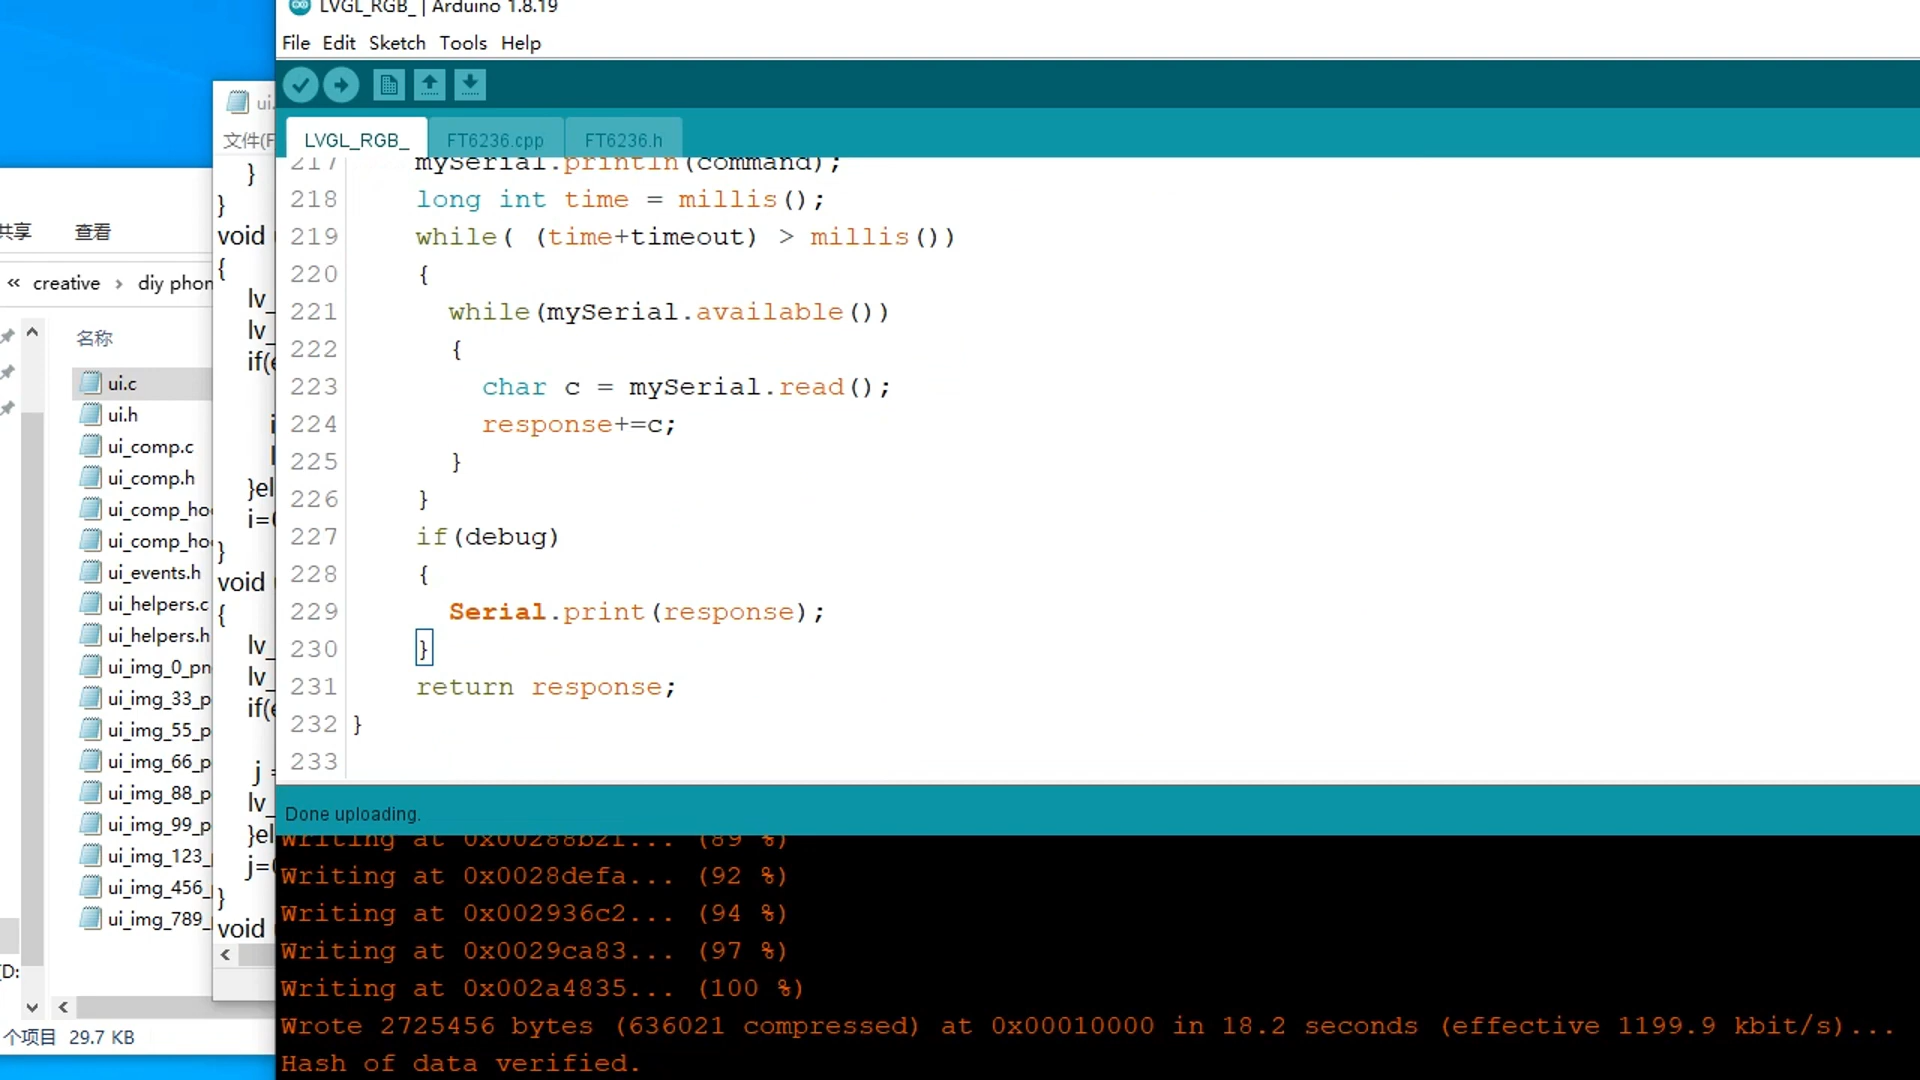 LVGL_RGB_ | Arduino 1.8.19
File Edit Sketch Tools Help
LVGL_RGB_ FT6236.cpp FT6236.h
217 mySerial.println(command);
218 long int time = millis();
219 while( (time+timeout) > millis())
220 {
221 while(mySerial.available())
222 {
223 char c = mySerial.read();
224 response+=c;
225 }
226 }
227 if(debug)
228 {
229 Serial.print(response);
230 }
231 return response;
232 }
233
Done uploading.
Writing at 0x00288b2f... (89 %)
Writing at 0x0028defa... (92 %)
Writing at 0x002936c2... (94 %)
Writing at 0x0029ca83... (97 %)
Writing at 0x002a4835... (100 %)
Wrote 2725456 bytes (636021 compressed) at 0x00010000 in 18.2 seconds (effective 1199.9 kbit/s)...
Hash of data verified.
ui.
文件(F
}
}
void
{
lv_
lv_
if(e
}el
i=
}
void
{
lv_
lv_
if(e
j =
lv_
}el
j=
}
void
共享 查看
« creative › diy phon
名称
ui.c
ui.h
ui_comp.c
ui_comp.h
ui_comp_hoo
ui_comp_hoo
ui_events.h
ui_helpers.c
ui_helpers.h
ui_img_0_pn
ui_img_33_p
ui_img_55_p
ui_img_66_p
ui_img_88_p
ui_img_99_p
ui_img_123_
ui_img_456_
ui_img_789_
(D:
个项目 29.7 KB